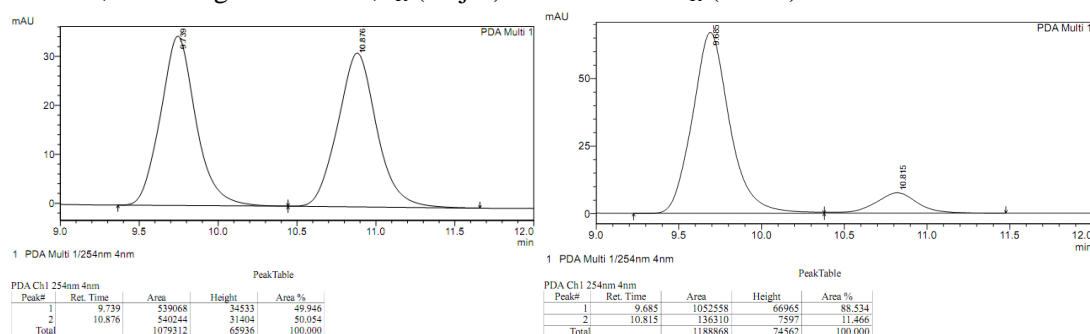 mAU
PDA Multi 1
9.739
10.876
30
20
10
0
9.0 9.5 10.0 10.5 11.0 11.5 12.0
min
1 PDA Multi 1/254nm 4nm
PeakTable
PDA Ch1 254nm 4nm
Peak# Ret. Time Area Height Area %
1 9.739 539068 34533 49.946
2 10.876 540244 31404 50.054
Total 1079312 65936 100.000
mAU
PDA Multi 1
9.685
10.815
50
25
0
9.0 9.5 10.0 10.5 11.0 11.5 12.0
min
1 PDA Multi 1/254nm 4nm
PeakTable
PDA Ch1 254nm 4nm
Peak# Ret. Time Area Height Area %
1 9.685 1052558 66965 88.534
2 10.815 136310 7597 11.466
Total 1188868 74562 100.000